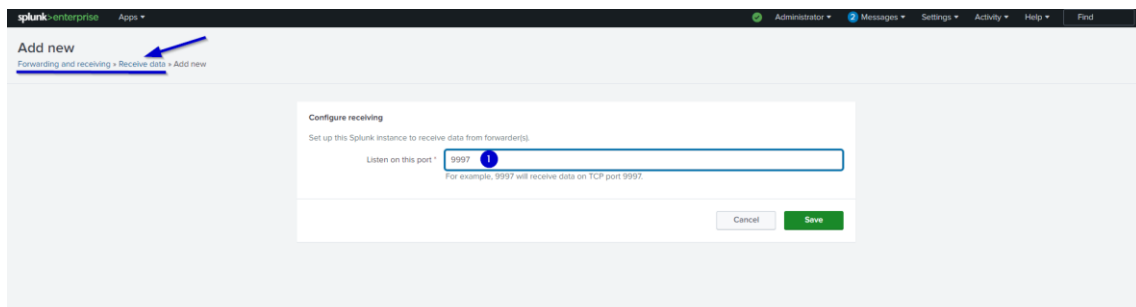 splunk>enterprise Apps ▾ Administrator ▾ 2 Messages ▾ Settings ▾ Activity ▾ Help ▾ Find
Add new
Forwarding and receiving » Receive data » Add new
Configure receiving
Set up this Splunk instance to receive data from forwarder(s).
Listen on this port * 9997 1
For example, 9997 will receive data on TCP port 9997.
Cancel Save